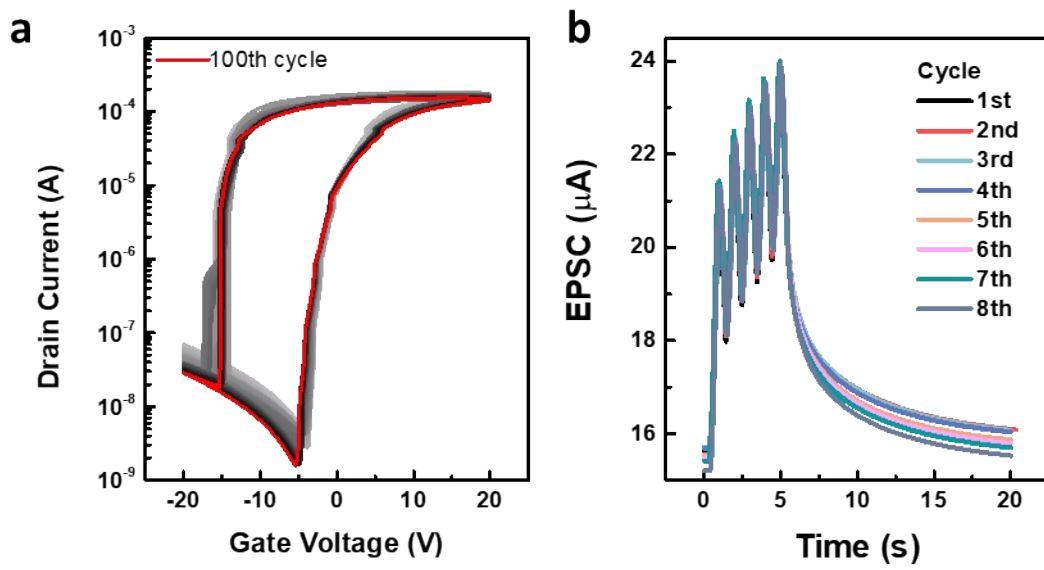 a
100th cycle
Drain Current (A)
10⁻³
10⁻⁴
10⁻⁵
10⁻⁶
10⁻⁷
10⁻⁸
10⁻⁹
-20 -10 0 10 20
Gate Voltage (V)
b
Cycle
1st
2nd
3rd
4th
5th
6th
7th
8th
EPSC (μA)
24
22
20
18
16
0 5 10 15 20
Time (s)